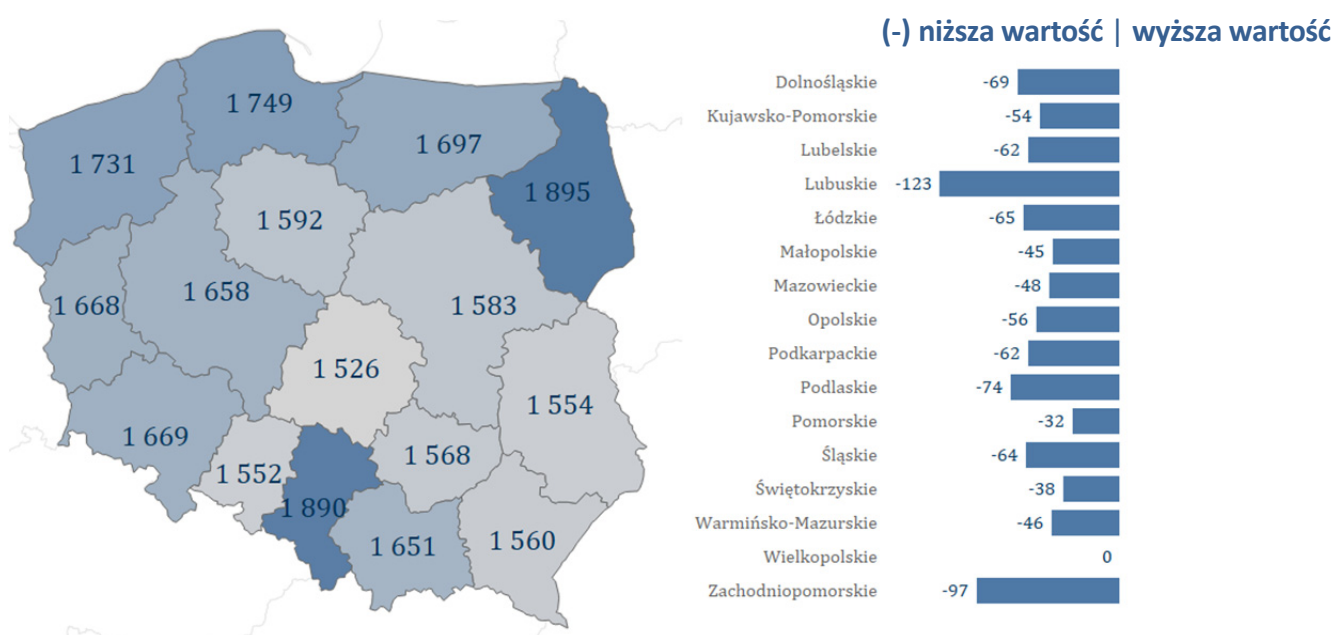 (-) niższa wartość | wyższa wartość
1 749
1 731
1 697
1 895
1 592
1 658
1 668
1 583
1 526
1 554
1 669
1 568
1 552
1 890
1 651
1 560
Dolnośląskie -69
Kujawsko-Pomorskie -54
Lubelskie -62
Lubuskie -123
Łódzkie -65
Małopolskie -45
Mazowieckie -48
Opolskie -56
Podkarpackie -62
Podlaskie -74
Pomorskie -32
Śląskie -64
Świętokrzyskie -38
Warmińsko-Mazurskie -46
Wielkopolskie 0
Zachodniopomorskie -97